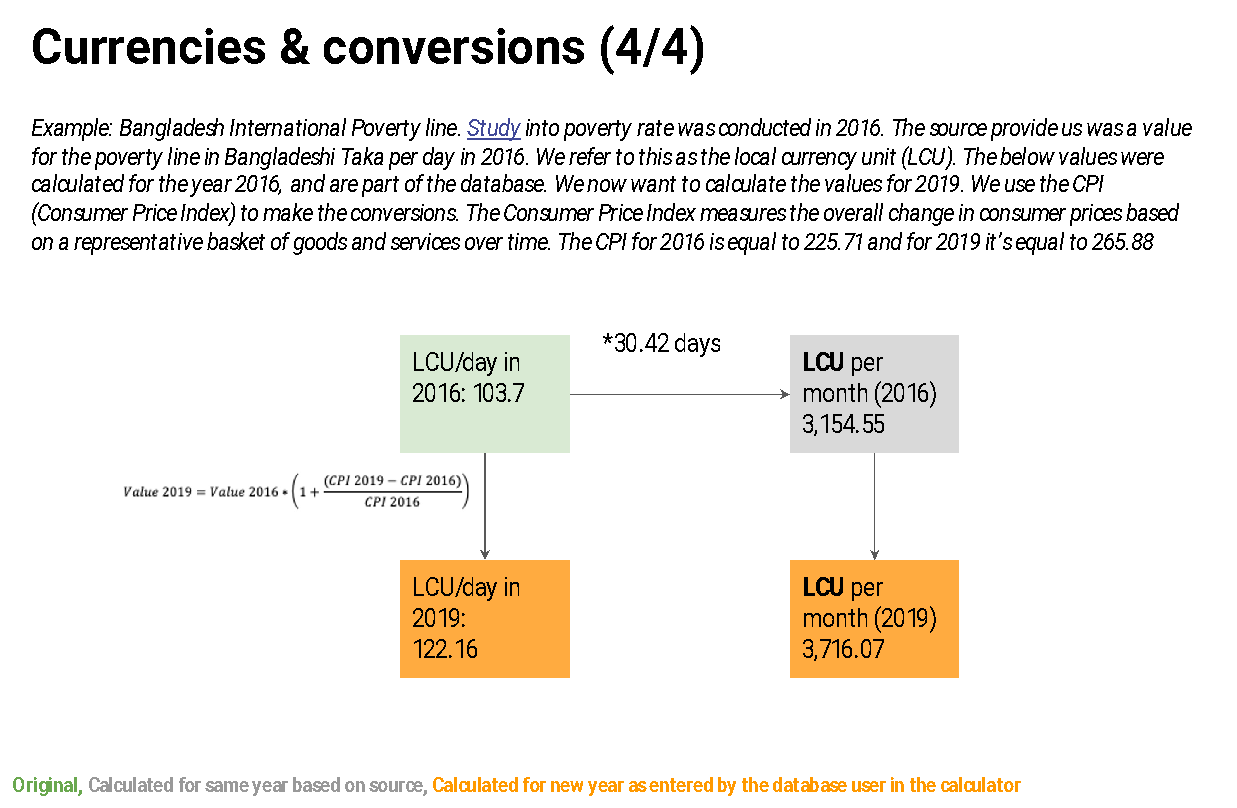 Currencies & conversions (4/4)
Example: Bangladesh International Poverty line. Study into poverty rate was conducted in 2016. The source provide us was a value
for the poverty line in Bangladeshi Taka per day in 2016. We refer to this as the local currency unit (LCU). The below values were
calculated for the year 2016, and are part of the database. We now want to calculate the values for 2019. We use the CPI
(Consumer Price Index) to make the conversions. The Consumer Price Index measures the overall change in consumer prices based
on a representative basket of goods and services over time. The CPI for 2016 is equal to 225.71 and for 2019 it's equal to 265.88
LCU/day in
2016: 103.7
*30.42 days
LCU per
month (2016)
3,154.55
Value 2019 = Value 2016 * (1 + (CPI 2019 − CPI 2016) / CPI 2016)
LCU/day in
2019:
122.16
LCU per
month (2019)
3,716.07
Original, Calculated for same year based on source, Calculated for new year as entered by the database user in the calculator